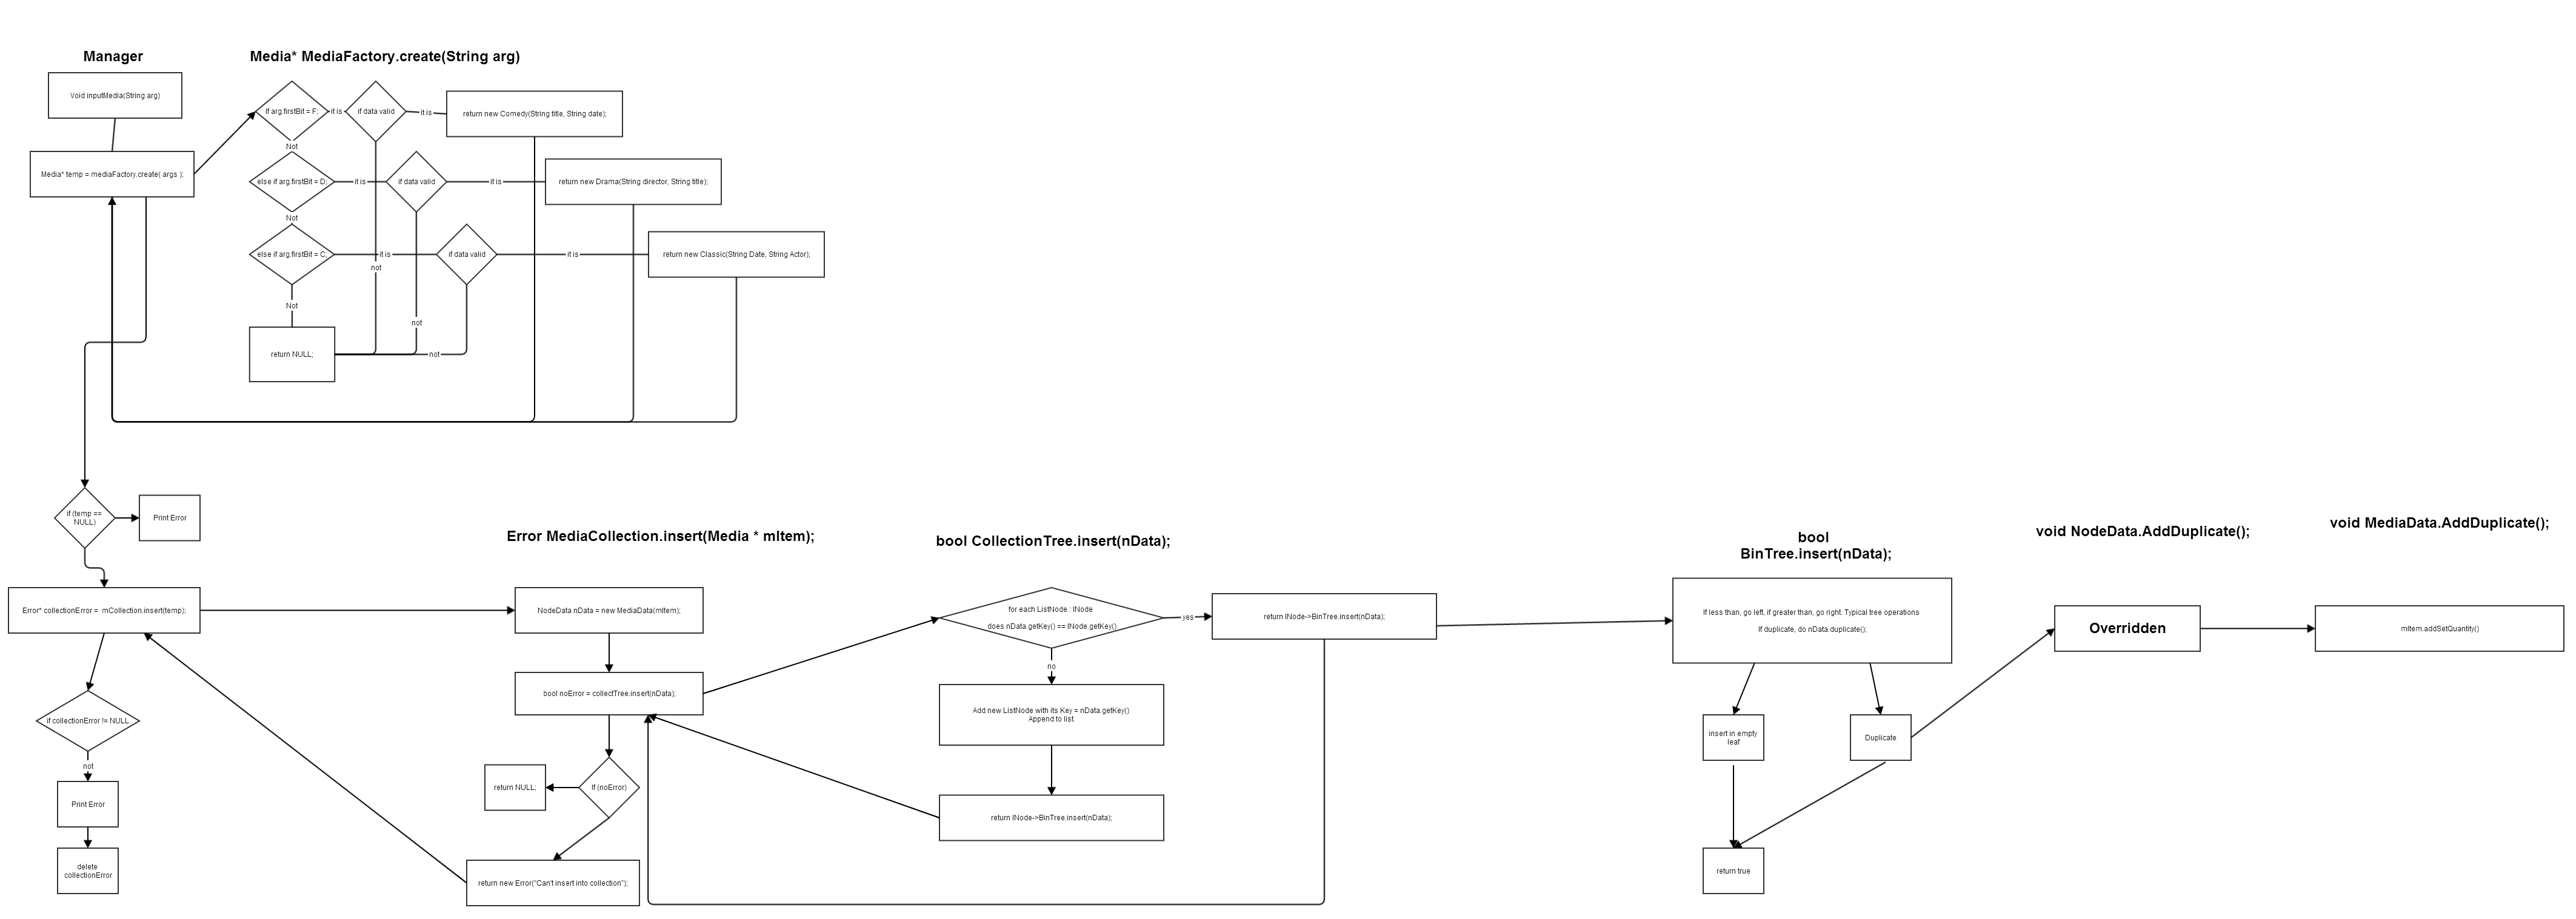 Manager
Void inputMedia(String arg)
Media* temp = mediaFactory.create( args );
Media* MediaFactory.create(String arg)
If arg.firstBit = F;
it is
if data valid
it is
return new Comedy(String title, String date);
Not
else if arg.firstBit = D;
it is
if data valid
it is
return new Drama(String director, String title);
Not
else if arg.firstBit = C;
it is
if data valid
it is
return new Classic(String Date, String Actor);
not
Not
not
return NULL;
not
if (temp ==
NULL)
Print Error
Error* collectionError = mCollection.insert(temp);
if collectionError != NULL
not
Print Error
delete
collectionError
Error MediaCollection.insert(Media * mItem);
NodeData nData = new MediaData(mItem);
bool noError = collectTree.insert(nData);
If (noError)
return NULL;
return new Error("Can't insert into collection");
bool CollectionTree.insert(nData);
for each ListNode : lNode
does nData.getKey() == lNode.getKey()
yes
return lNode->BinTree.insert(nData);
no
Add new ListNode with its Key = nData.getKey()
Append to list.
return lNode->BinTree.insert(nData);
bool
BinTree.insert(nData);
If less than, go left, if greater than, go right. Typical tree operations
If duplicate, do nData.duplicate();
insert in empty
leaf
Duplicate
return true
void NodeData.AddDuplicate();
Overridden
void MediaData.AddDuplicate();
mItem.addSetQuantity()